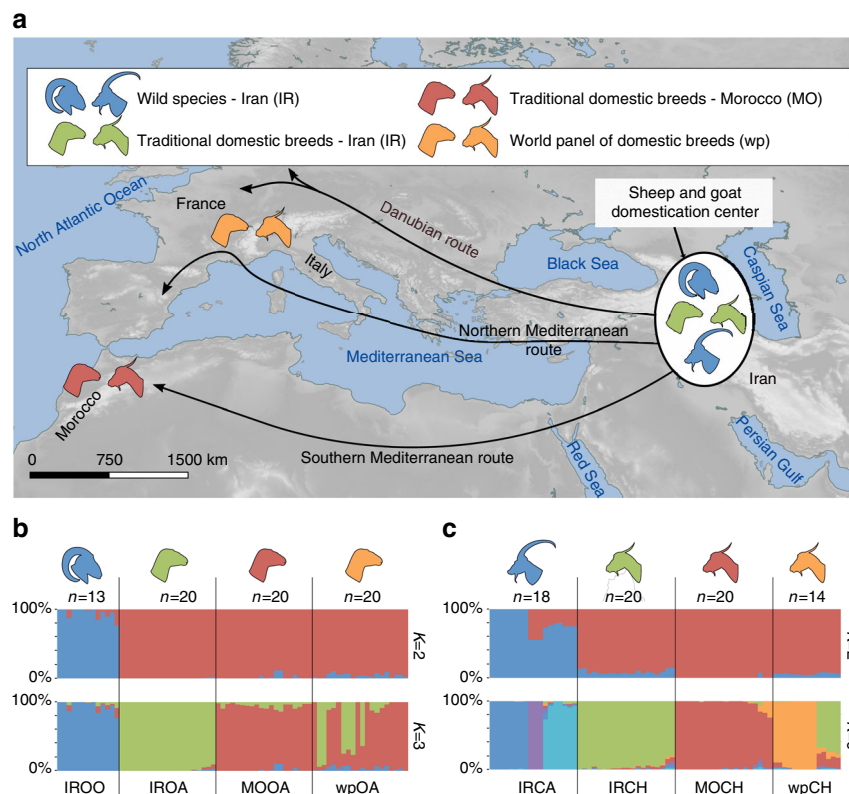 a
Wild species - Iran (IR)
Traditional domestic breeds - Morocco (MO)
Traditional domestic breeds - Iran (IR)
World panel of domestic breeds (wp)
North Atlantic Ocean
France
Danubian route
Sheep and goat
domestication center
Italy
Black Sea
Caspian Sea
Northern Mediterranean
route
Mediterranean Sea
Iran
Morocco
Persian Gulf
0 750 1500 km
Southern Mediterranean route
Red Sea
b
n=13 n=20 n=20 n=20
100%
K=2
0%
100%
K=3
0%
IROO IROA MOOA wpOA
c
n=18 n=20 n=20 n=14
100%
0%
100%
0%
IRCA IRCH MOCH wpCH